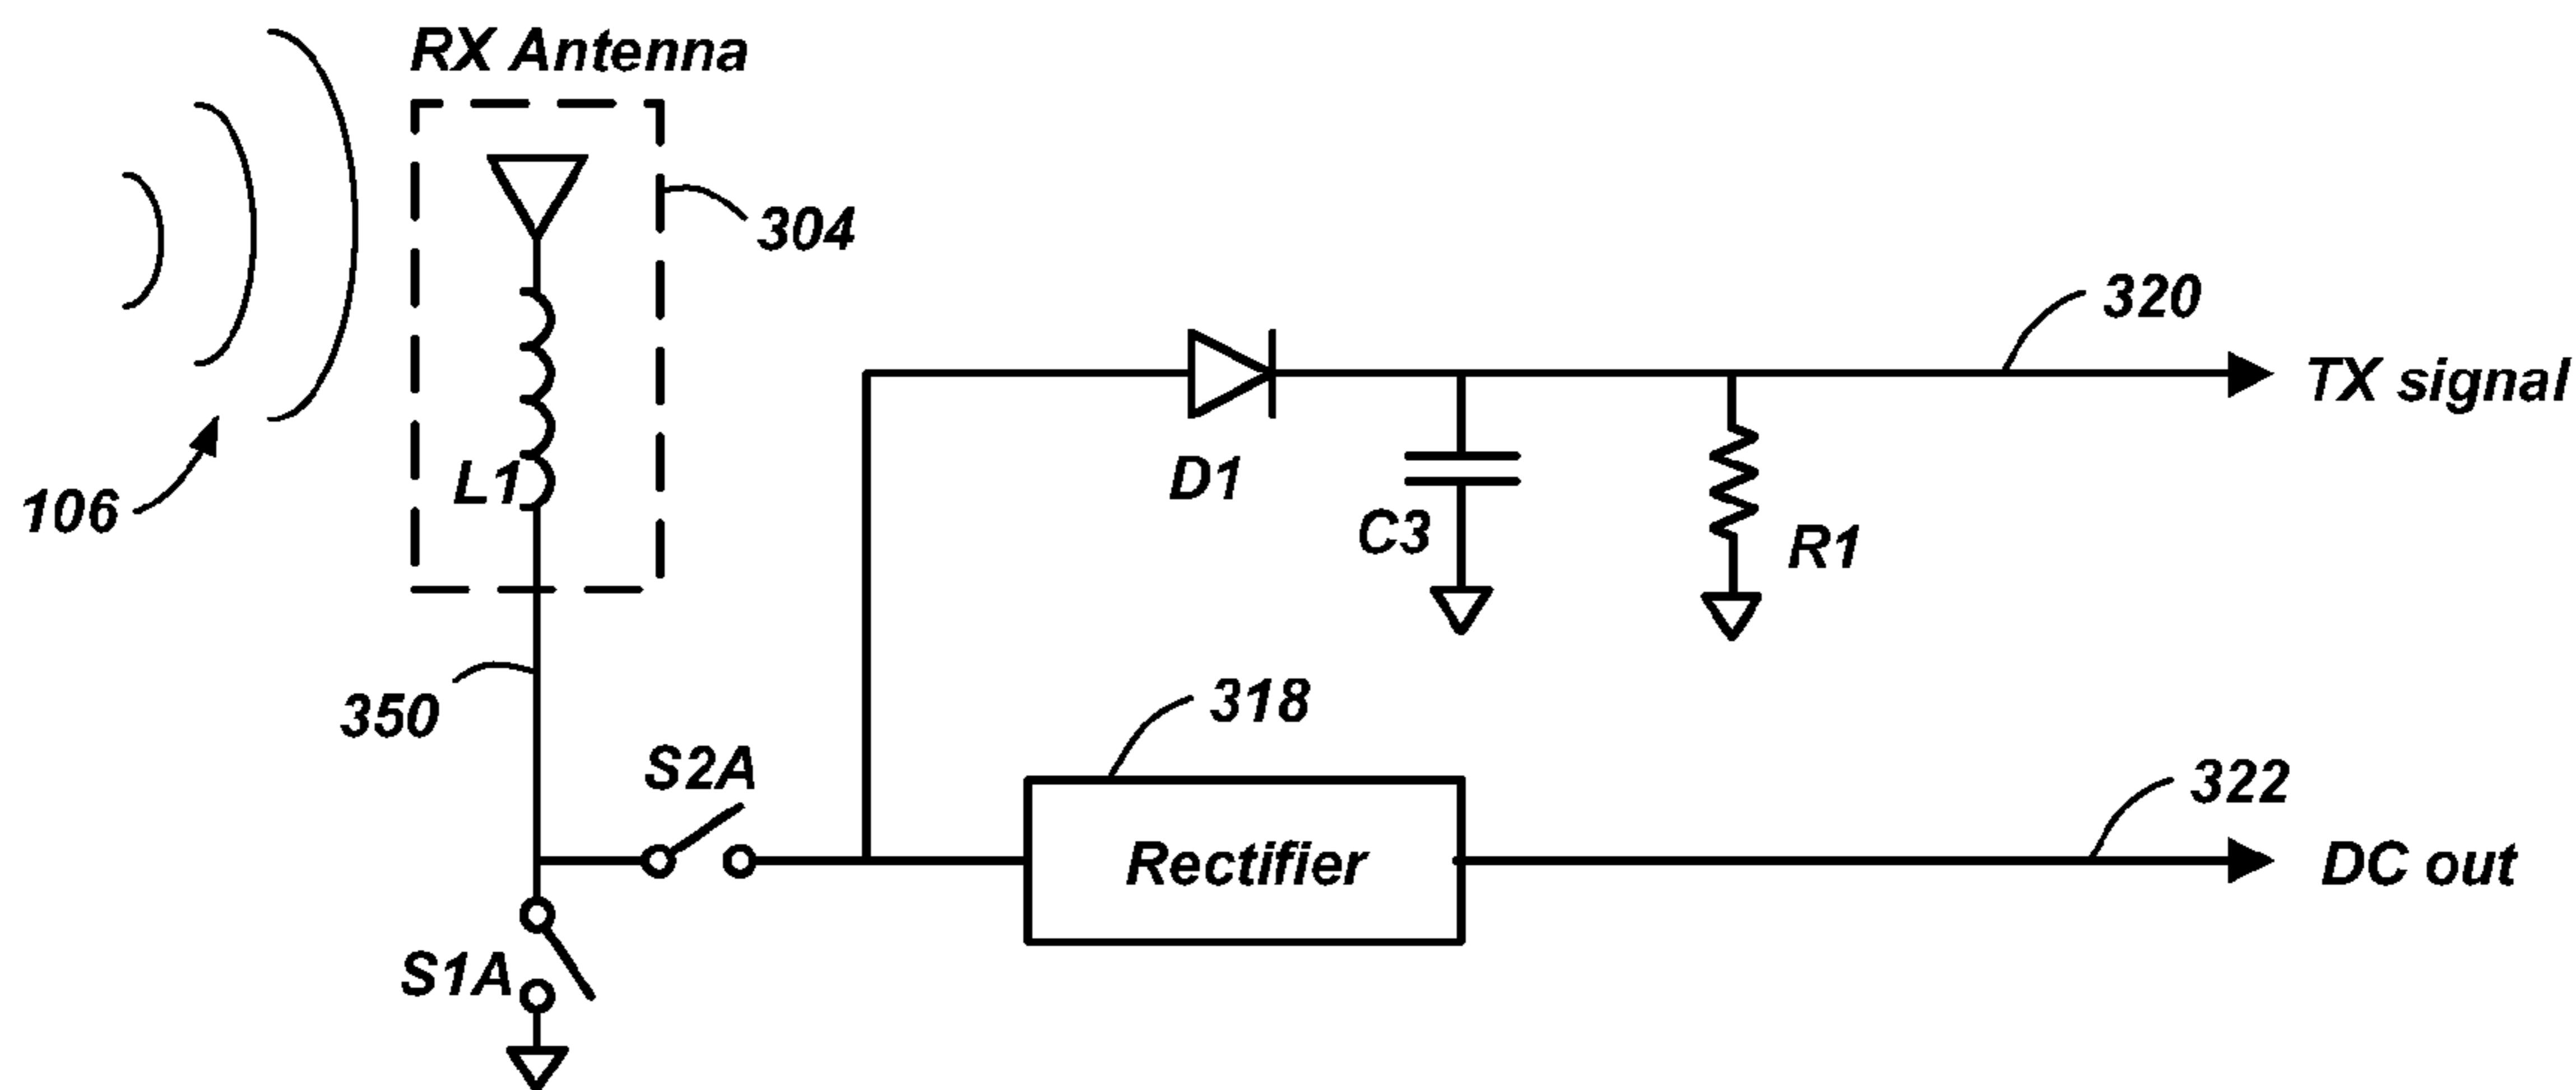 RX Antenna
304
320
TX signal
L1
D1
106
C3
R1
318
350
S2A
322
Rectifier
DC out
S1A